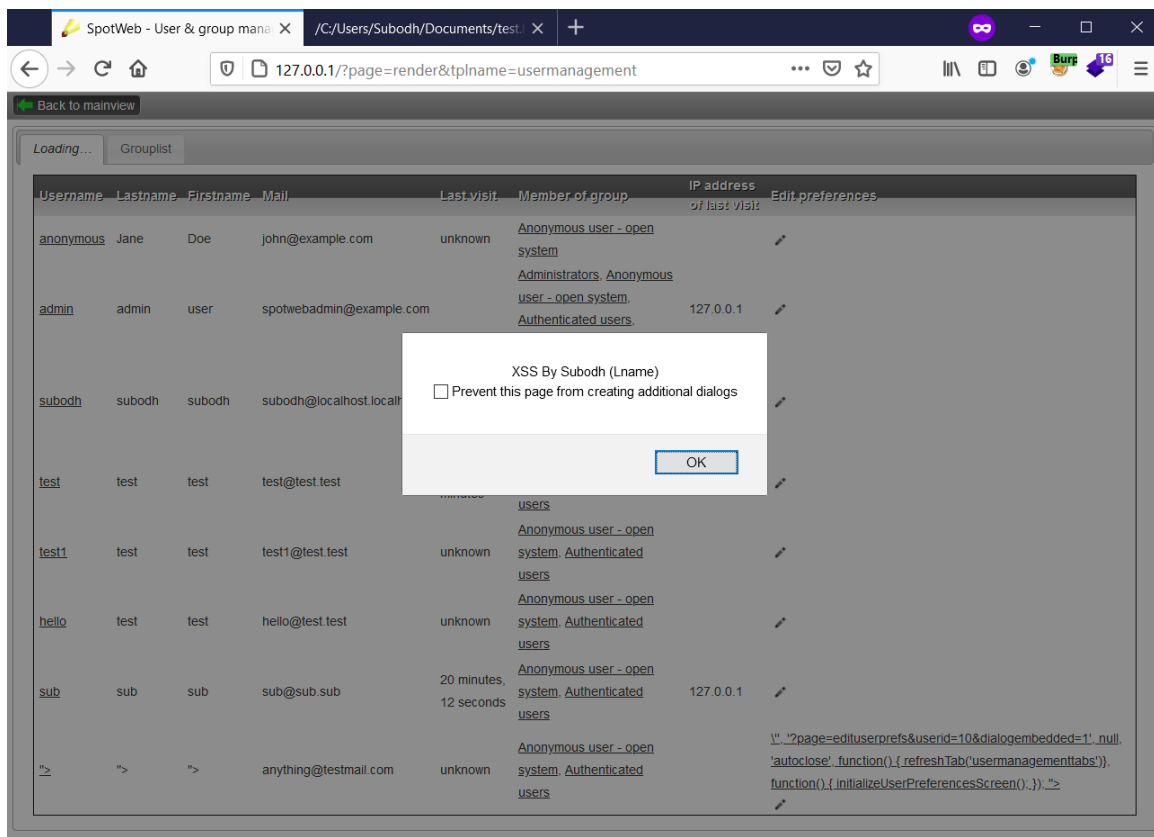 SpotWeb - User & group mana
/C:/Users/Subodh/Documents/test.
127.0.0.1/?page=render&tplname=usermanagement
Burp
16
Back to mainview
Loading...
Grouplist
Username Lastname Firstname Mail Last visit Member of group IP address of last visit Edit preferences
anonymous Jane Doe john@example.com unknown Anonymous user - open
system
Administrators, Anonymous
user - open system,
admin admin user spotwebadmin@example.com 127.0.0.1
Authenticated users,
XSS By Subodh (Lname)
Prevent this page from creating additional dialogs
OK
subodh subodh subodh subodh@localhost.localh
test test test test@test.test
users
Anonymous user - open
test1 test test test1@test.test unknown system, Authenticated
users
Anonymous user - open
hello test test hello@test.test unknown system, Authenticated
users
Anonymous user - open
sub sub sub sub@sub.sub 20 minutes, 12 seconds system, Authenticated 127.0.0.1
users
"> "> "> anything@testmail.com unknown Anonymous user - open
system, Authenticated
users
\", '?page=edituserprefs&userid=10&dialogembedded=1', null,
'autoclose', function() { refreshTab('usermanagementtabs')},
function() { initializeUserPreferencesScreen(); }); ">